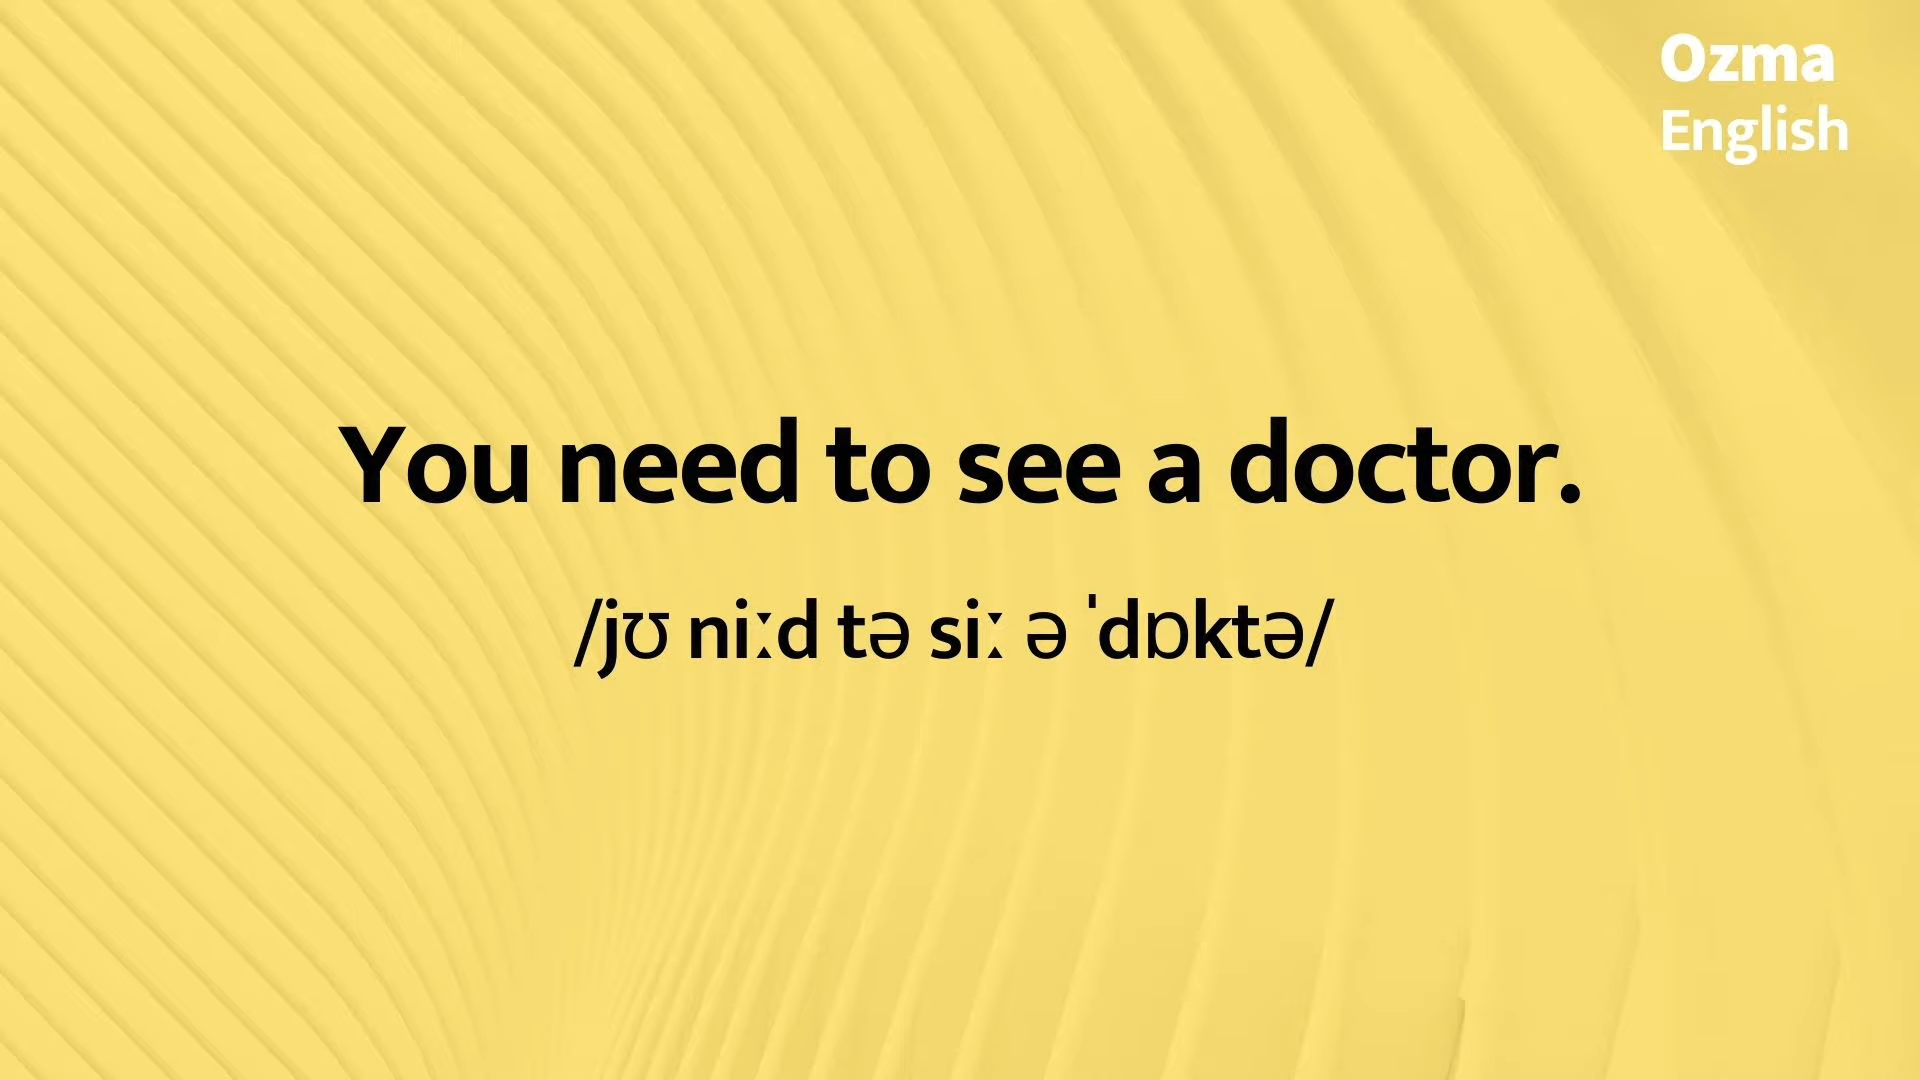 Ozma
English
You need to see a doctor.
/jʊ niːd tə siː ə ˈdɒktə/